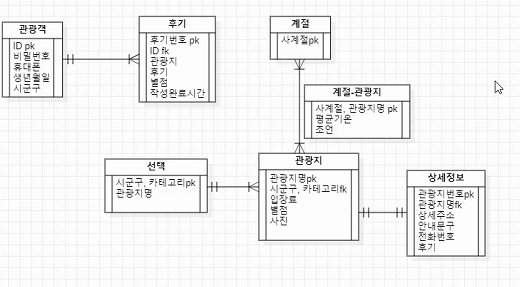 관광객
ID pk
비밀번호
휴대폰
생년월일
시군구
후기
후기번호 pk
ID fk
관광지
후기
별점
작성완료시간
계절
사계절pk
계절-관광지
사계절, 관광지명 pk
평균기온
조언
선택
시군구, 카테고리pk
관광지명
관광지
관광지명pk
시군구, 카테고리fk
입장료
별점
사진
상세정보
관광지번호pk
관광지명fk
상세주소
안내문구
전화번호
후기